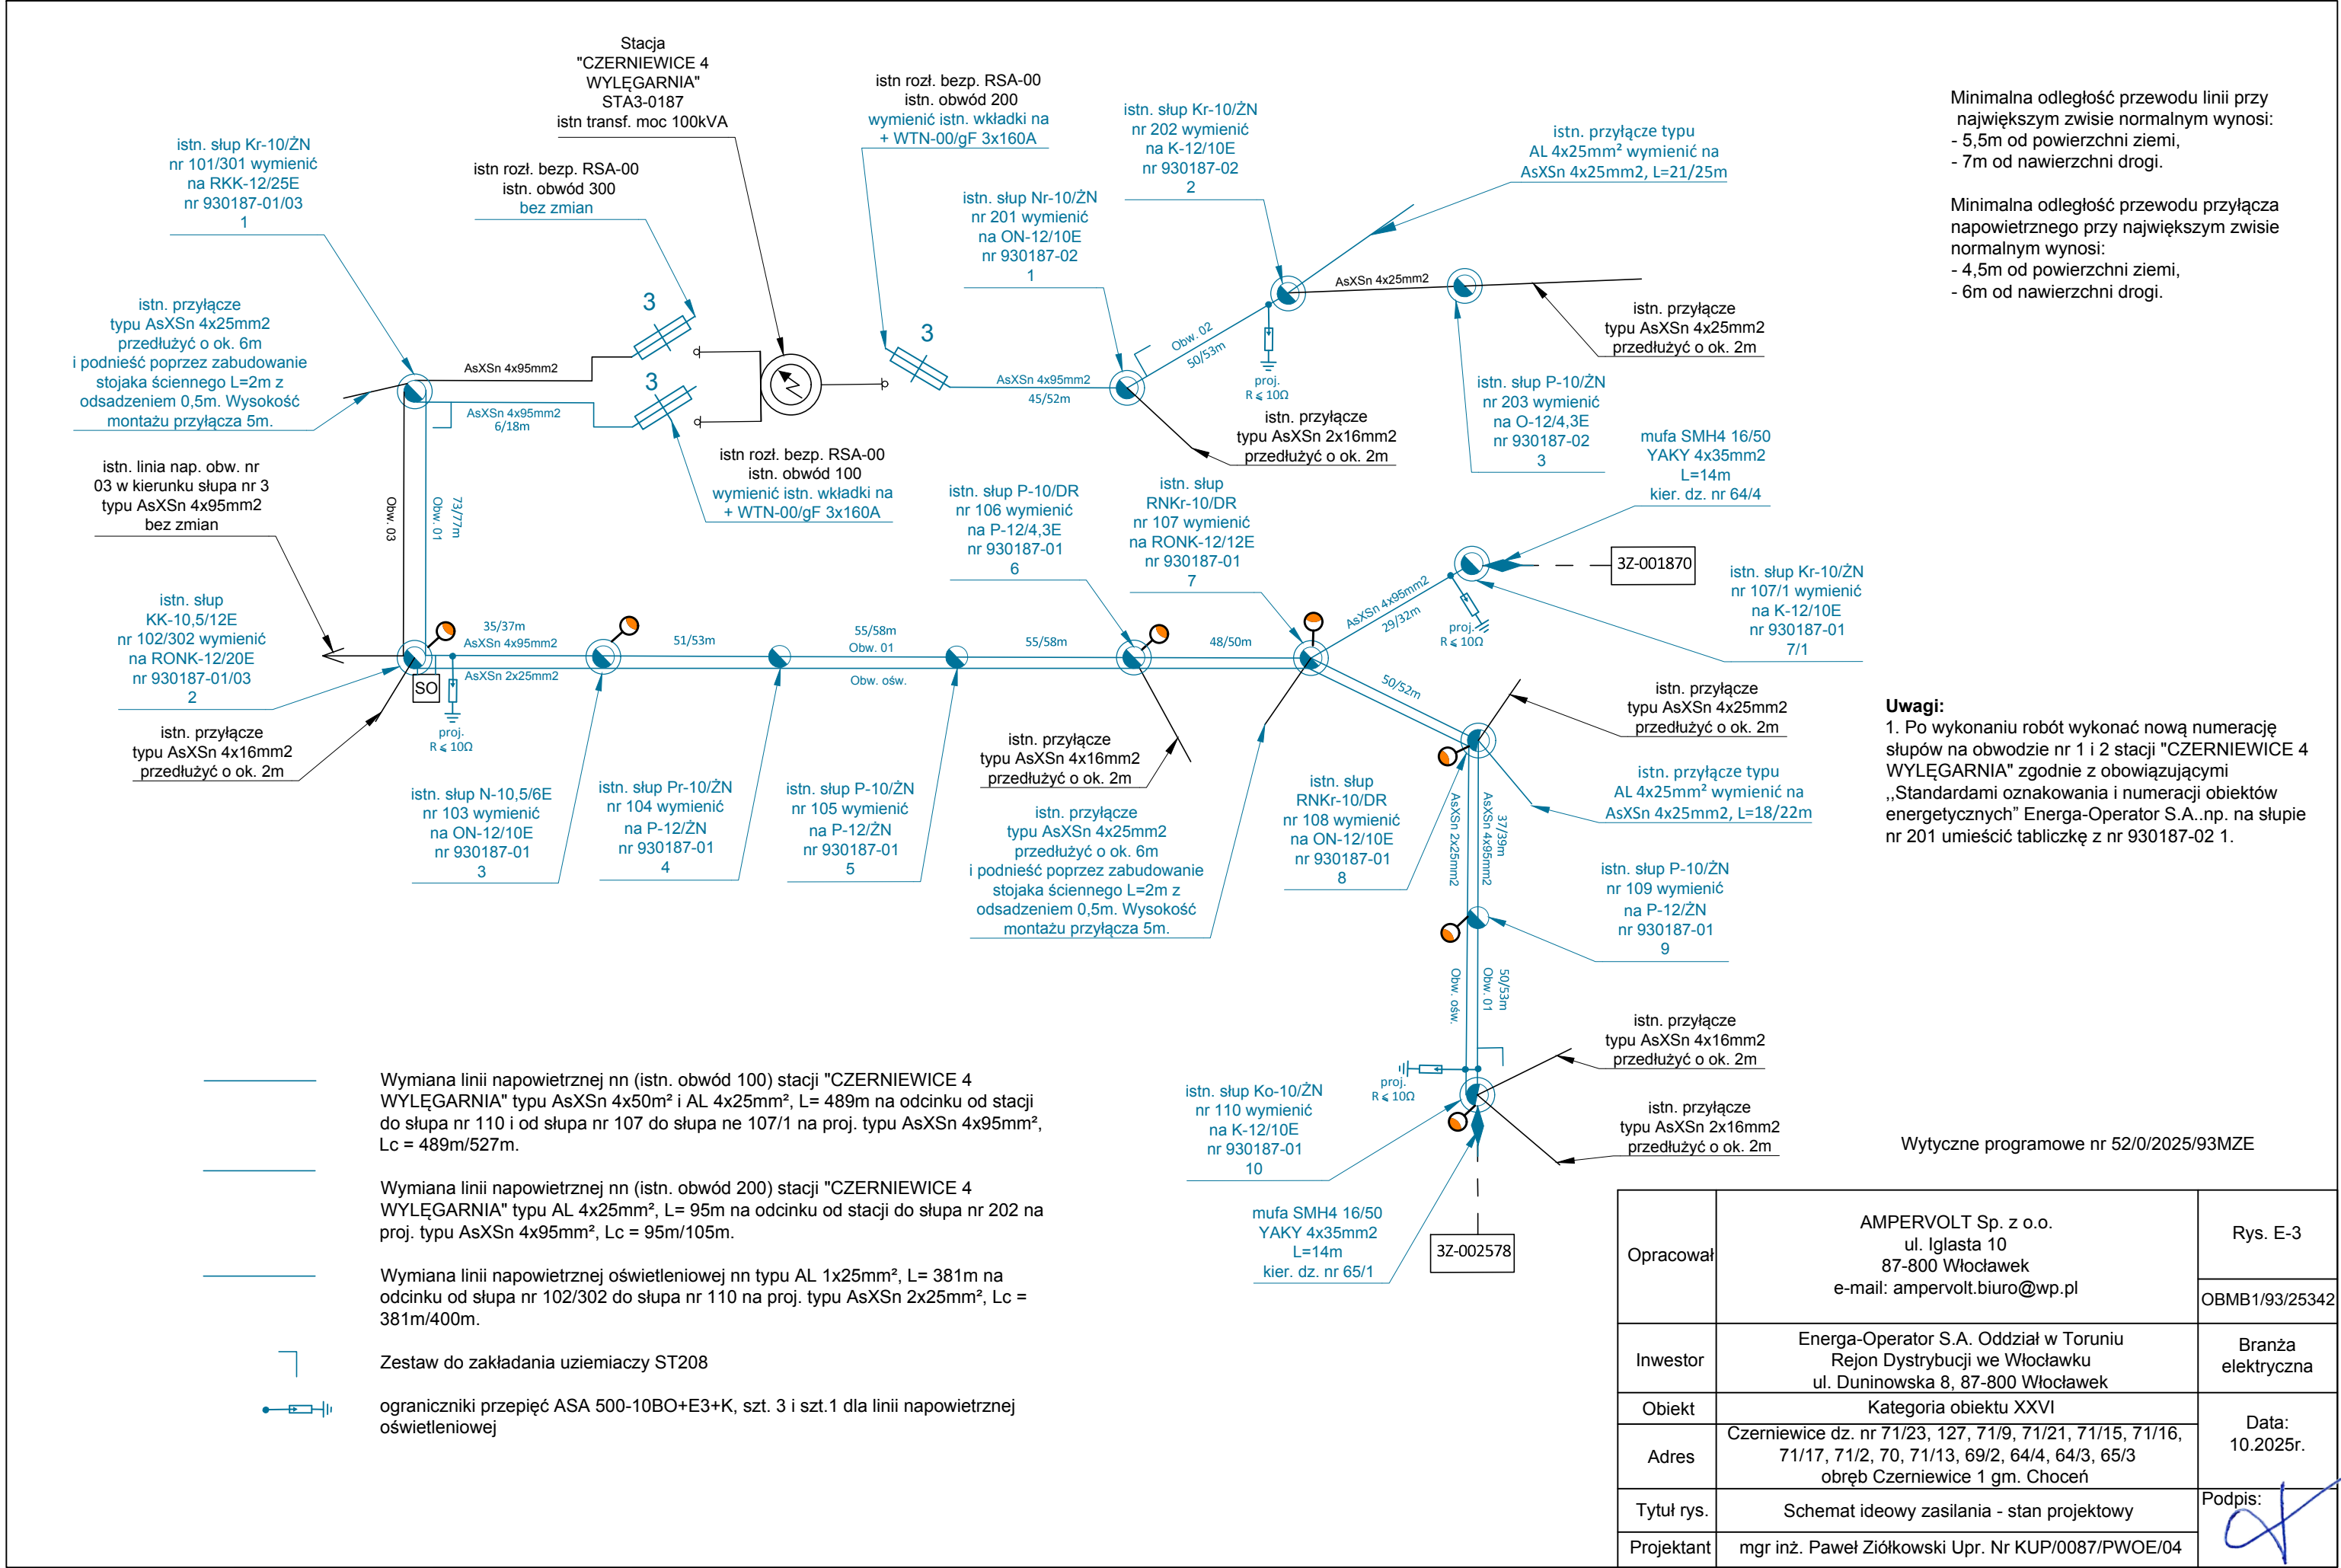 Stacja
"CZERNIEWICE 4
WYLĘGARNIA"
STA3-0187
istn transf. moc 100kVA
istn rozł. bezp. RSA-00
istn. obwód 200
wymienić istn. wkładki na
+ WTN-00/gF 3x160A
istn. słup Kr-10/ŻN
nr 202 wymienić
na K-12/10E
nr 930187-02
2
istn. przyłącze typu
AL 4x25mm² wymienić na
AsXSn 4x25mm2, L=21/25m
Minimalna odległość przewodu linii przy
największym zwisie normalnym wynosi:
- 5,5m od powierzchni ziemi,
- 7m od nawierzchni drogi.
Minimalna odległość przewodu przyłącza
napowietrznego przy największym zwisie
normalnym wynosi:
- 4,5m od powierzchni ziemi,
- 6m od nawierzchni drogi.
istn. słup Kr-10/ŻN
nr 101/301 wymienić
na RKK-12/25E
nr 930187-01/03
1
istn rozł. bezp. RSA-00
istn. obwód 300
bez zmian
istn. słup Nr-10/ŻN
nr 201 wymienić
na ON-12/10E
nr 930187-02
1
istn. przyłącze
typu AsXSn 4x25mm2
przedłużyć o ok. 6m
i podnieść poprzez zabudowanie
stojaka ściennego L=2m z
odsadzeniem 0,5m. Wysokość
montażu przyłącza 5m.
3
3
3
AsXSn 4x95mm2
AsXSn 4x95mm2
6/18m
AsXSn 4x95mm2
45/52m
Obw. 02
50/53m
AsXSn 4x25mm2
proj.
R ⩽ 10Ω
istn. przyłącze
typu AsXSn 4x25mm2
przedłużyć o ok. 2m
istn. przyłącze
typu AsXSn 2x16mm2
przedłużyć o ok. 2m
istn. słup P-10/ŻN
nr 203 wymienić
na O-12/4,3E
nr 930187-02
3
mufa SMH4 16/50
YAKY 4x35mm2
L=14m
kier. dz. nr 64/4
istn rozł. bezp. RSA-00
istn. obwód 100
wymienić istn. wkładki na
+ WTN-00/gF 3x160A
istn. linia nap. obw. nr
03 w kierunku słupa nr 3
typu AsXSn 4x95mm2
bez zmian
Obw. 03
Obw. 01
73/77m
istn. słup P-10/DR
nr 106 wymienić
na P-12/4,3E
nr 930187-01
6
istn. słup
RNKr-10/DR
nr 107 wymienić
na RONK-12/12E
nr 930187-01
7
3Z-001870
istn. słup Kr-10/ŻN
nr 107/1 wymienić
na K-12/10E
nr 930187-01
7/1
AsXSn 4x95mm2
29/32m
proj.
R ⩽ 10Ω
istn. słup
KK-10,5/12E
nr 102/302 wymienić
na RONK-12/20E
nr 930187-01/03
2
35/37m
AsXSn 4x95mm2
AsXSn 2x25mm2
51/53m
55/58m
Obw. 01
Obw. ośw.
55/58m
48/50m
50/52m
SO
proj.
R ⩽ 10Ω
istn. przyłącze
typu AsXSn 4x16mm2
przedłużyć o ok. 2m
istn. przyłącze
typu AsXSn 4x16mm2
przedłużyć o ok. 2m
istn. przyłącze
typu AsXSn 4x25mm2
przedłużyć o ok. 2m
istn. przyłącze typu
AL 4x25mm² wymienić na
AsXSn 4x25mm2, L=18/22m
Uwagi:
1. Po wykonaniu robót wykonać nową numerację
słupów na obwodzie nr 1 i 2 stacji "CZERNIEWICE 4
WYLĘGARNIA" zgodnie z obowiązującymi
,,Standardami oznakowania i numeracji obiektów
energetycznych” Energa-Operator S.A..np. na słupie
nr 201 umieścić tabliczkę z nr 930187-02 1.
istn. słup N-10,5/6E
nr 103 wymienić
na ON-12/10E
nr 930187-01
3
istn. słup Pr-10/ŻN
nr 104 wymienić
na P-12/ŻN
nr 930187-01
4
istn. słup P-10/ŻN
nr 105 wymienić
na P-12/ŻN
nr 930187-01
5
istn. przyłącze
typu AsXSn 4x25mm2
przedłużyć o ok. 6m
i podnieść poprzez zabudowanie
stojaka ściennego L=2m z
odsadzeniem 0,5m. Wysokość
montażu przyłącza 5m.
istn. słup
RNKr-10/DR
nr 108 wymienić
na ON-12/10E
nr 930187-01
8
AsXSn 2x25mm2
AsXSn 4x95mm2
37/39m
istn. słup P-10/ŻN
nr 109 wymienić
na P-12/ŻN
nr 930187-01
9
Obw. ośw.
Obw. 01
50/53m
istn. przyłącze
typu AsXSn 4x16mm2
przedłużyć o ok. 2m
proj.
R ⩽ 10Ω
istn. słup Ko-10/ŻN
nr 110 wymienić
na K-12/10E
nr 930187-01
10
istn. przyłącze
typu AsXSn 2x16mm2
przedłużyć o ok. 2m
mufa SMH4 16/50
YAKY 4x35mm2
L=14m
kier. dz. nr 65/1
3Z-002578
Wymiana linii napowietrznej nn (istn. obwód 100) stacji "CZERNIEWICE 4
WYLĘGARNIA" typu AsXSn 4x50m² i AL 4x25mm², L= 489m na odcinku od stacji
do słupa nr 110 i od słupa nr 107 do słupa ne 107/1 na proj. typu AsXSn 4x95mm²,
Lc = 489m/527m.
Wymiana linii napowietrznej nn (istn. obwód 200) stacji "CZERNIEWICE 4
WYLĘGARNIA" typu AL 4x25mm², L= 95m na odcinku od stacji do słupa nr 202 na
proj. typu AsXSn 4x95mm², Lc = 95m/105m.
Wymiana linii napowietrznej oświetleniowej nn typu AL 1x25mm², L= 381m na
odcinku od słupa nr 102/302 do słupa nr 110 na proj. typu AsXSn 2x25mm², Lc =
381m/400m.
Zestaw do zakładania uziemiaczy ST208
ograniczniki przepięć ASA 500-10BO+E3+K, szt. 3 i szt.1 dla linii napowietrznej
oświetleniowej
Wytyczne programowe nr 52/0/2025/93MZE
Opracował
AMPERVOLT Sp. z o.o.
ul. Iglasta 10
87-800 Włocławek
e-mail: ampervolt.biuro@wp.pl
Rys. E-3
OBMB1/93/25342
Inwestor
Energa-Operator S.A. Oddział w Toruniu
Rejon Dystrybucji we Włocławku
ul. Duninowska 8, 87-800 Włocławek
Branża
elektryczna
Obiekt
Kategoria obiektu XXVI
Data:
10.2025r.
Adres
Czerniewice dz. nr 71/23, 127, 71/9, 71/21, 71/15, 71/16,
71/17, 71/2, 70, 71/13, 69/2, 64/4, 64/3, 65/3
obręb Czerniewice 1 gm. Choceń
Tytuł rys.
Schemat ideowy zasilania - stan projektowy
Podpis:
Projektant
mgr inż. Paweł Ziółkowski Upr. Nr KUP/0087/PWOE/04